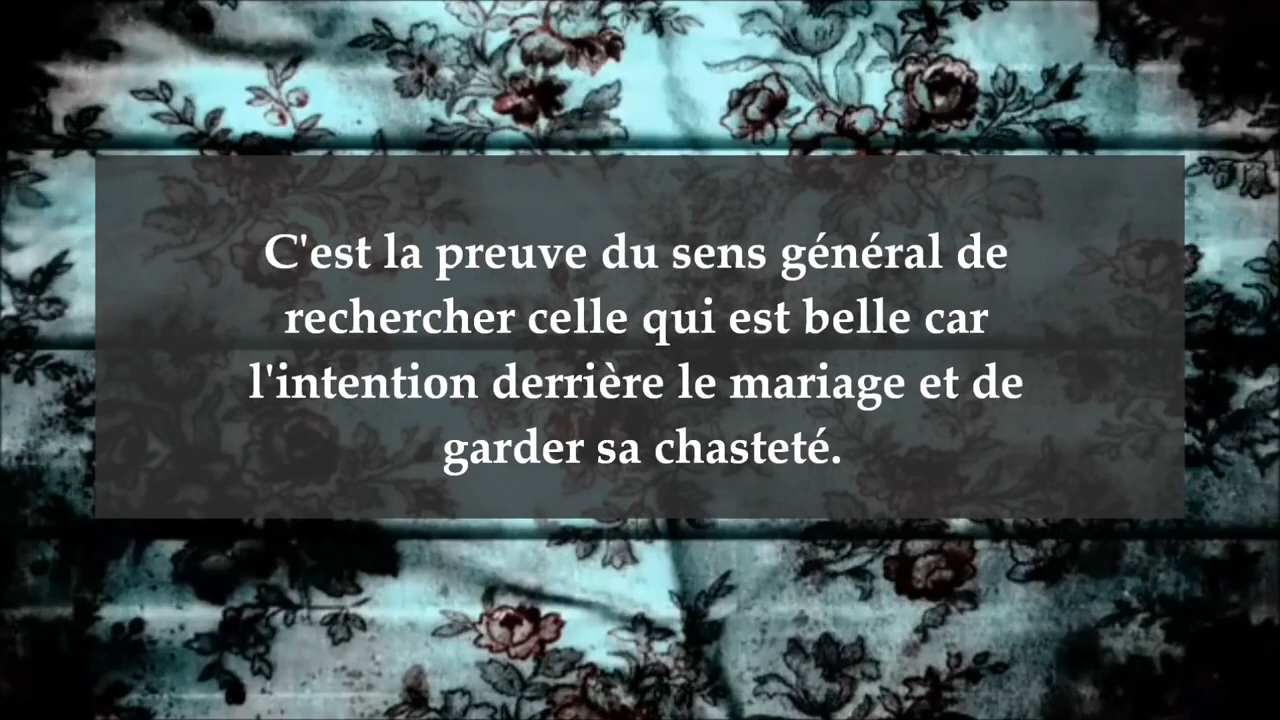 C'est la preuve du sens général de
rechercher celle qui est belle car
l'intention derrière le mariage et de
garder sa chasteté.